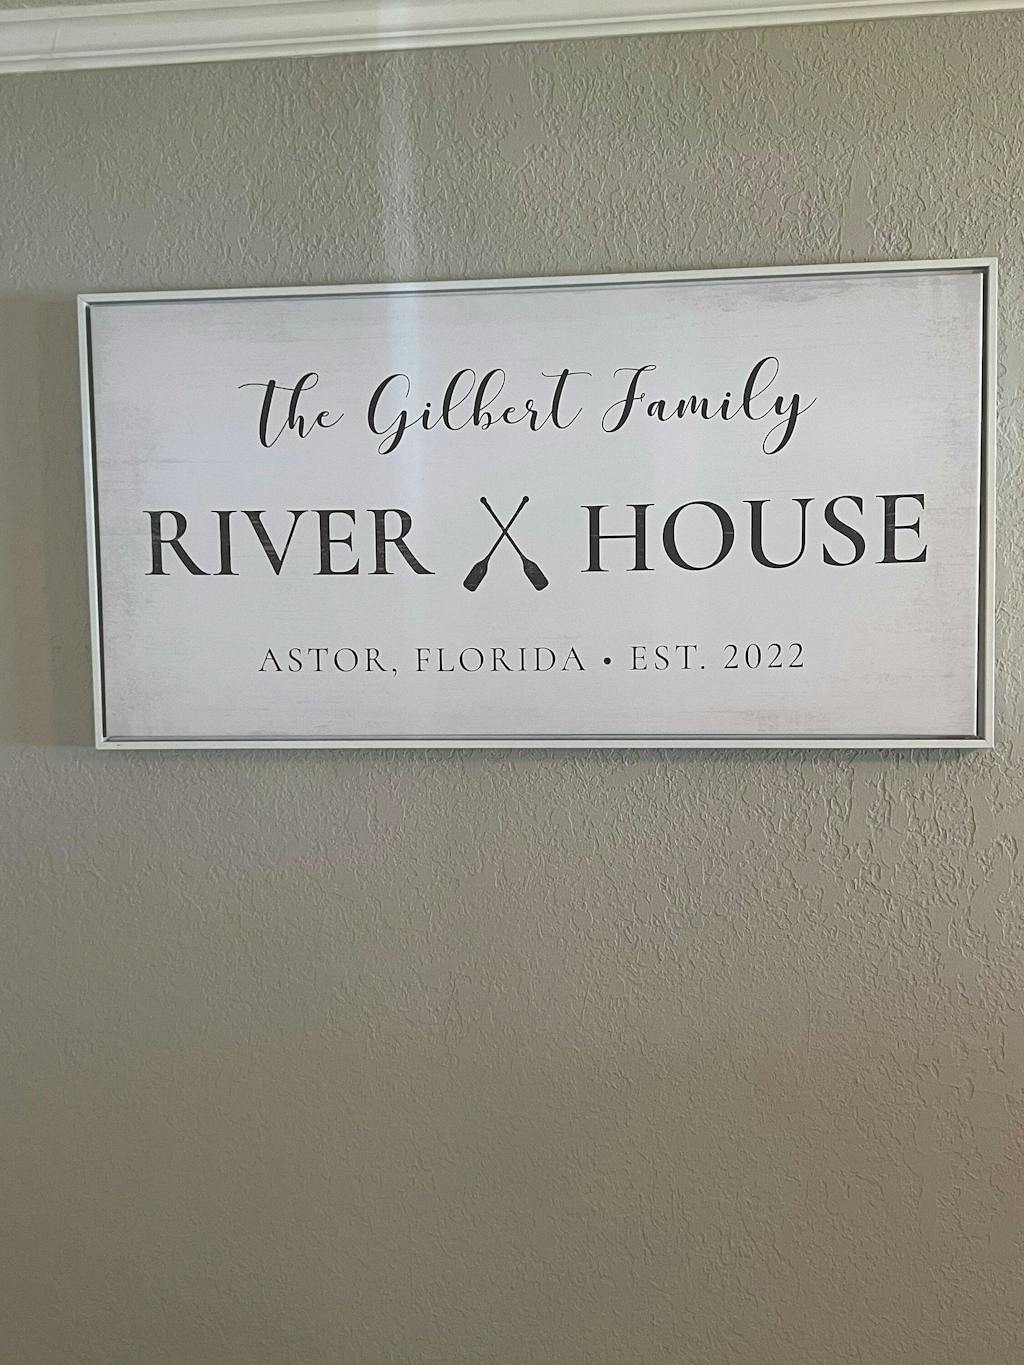 The Gilbert Family
RIVER HOUSE
ASTOR, FLORIDA • EST. 2022